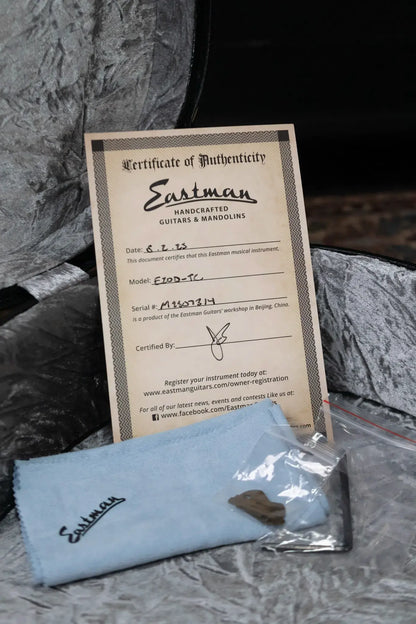 Certificate of Authenticity
Eastman
HANDCRAFTED
GUITARS & MANDOLINS
Date: 6.2.23
This document certifies that this Eastman musical instrument,
Model: E20D-TC
Serial #: M2307214
is a product of the Eastman Guitars' workshop in Beijing, China.
Certified By:
Register your instrument today at:
www.eastmanguitars.com/owner-registration
For all of our latest news, events and contests Like us at:
www.facebook.com/Eastman
.com
Eastman